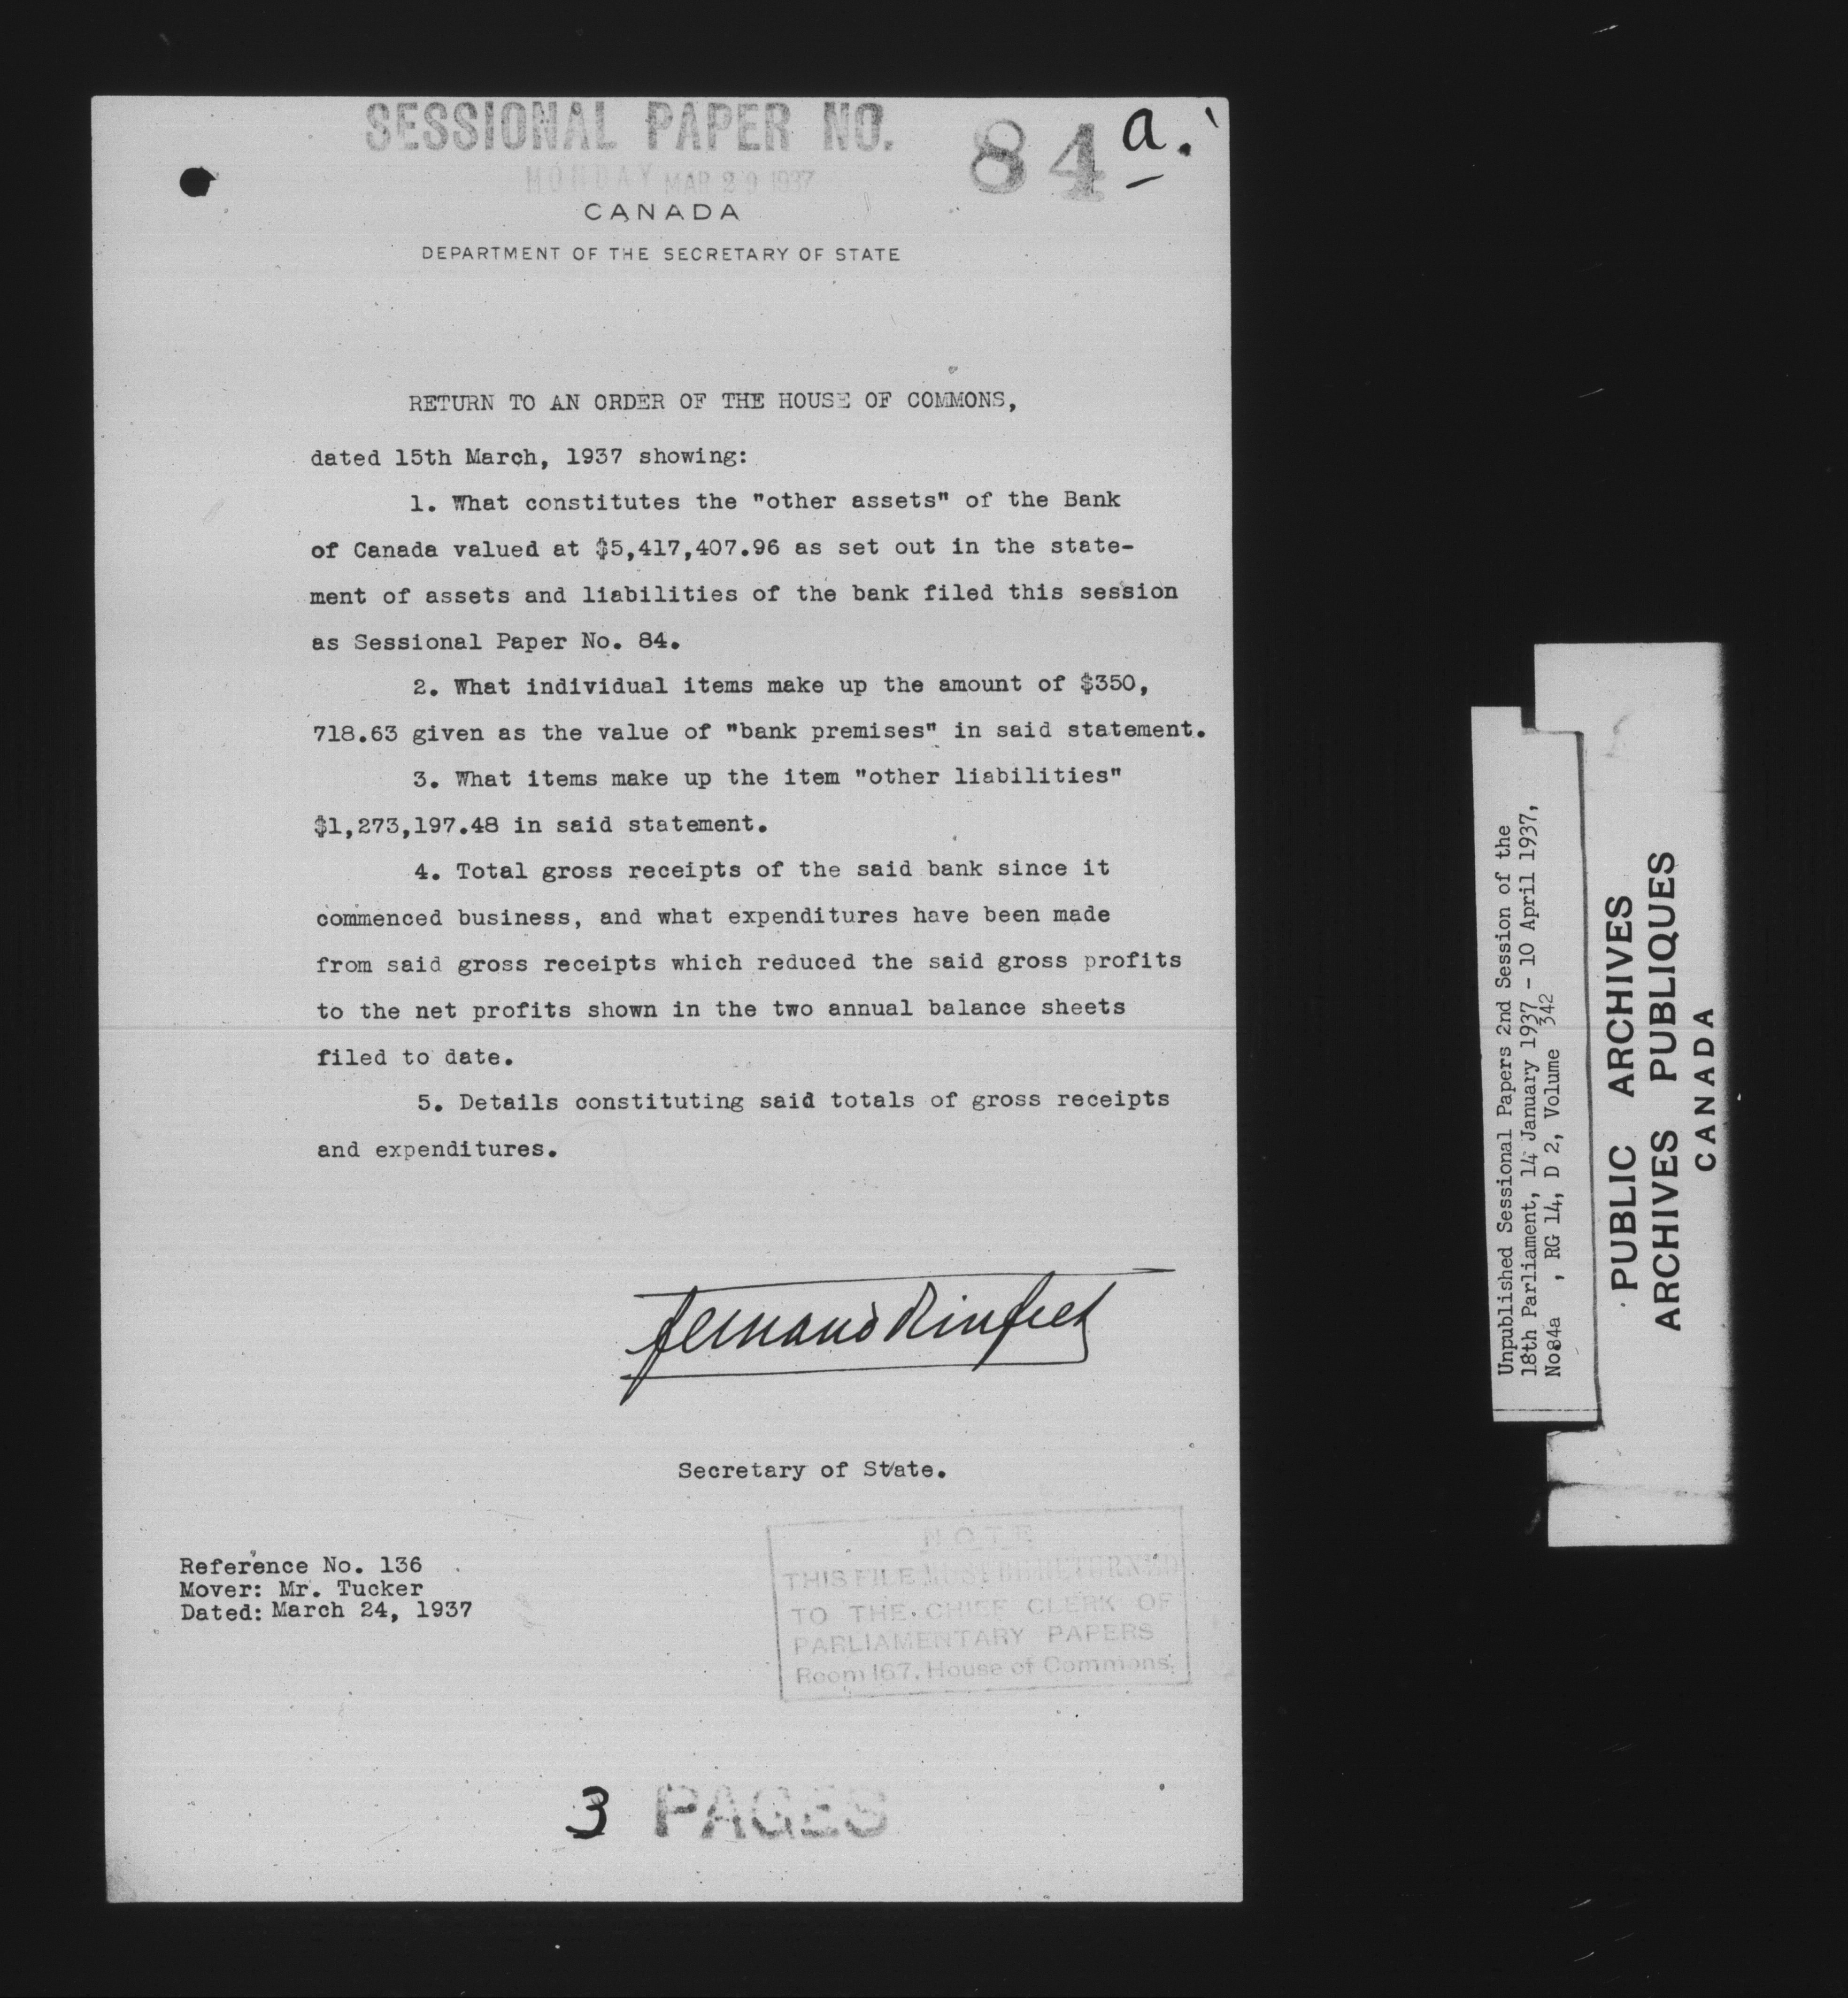 SESSIONAL PAPER NO. 84 a.
MONDAY MAR 29 1937
CANADA
DEPARTMENT OF THE SECRETARY OF STATE
RETURN TO AN ORDER OF THE HOUSE OF COMMONS,
dated 15th March, 1937 showing:
1. What constitutes the "other assets" of the Bank
of Canada valued at $5,417,407.96 as set out in the state-
ment of assets and liabilities of the bank filed this session
as Sessional Paper No. 84.
2. What individual items make up the amount of $350,
718.63 given as the value of "bank premises" in said statement.
3. What items make up the item "other liabilities"
$1,273,197.48 in said statement.
4. Total gross receipts of the said bank since it
commenced business, and what expenditures have been made
from said gross receipts which reduced the said gross profits
to the net profits shown in the two annual balance sheets
filed to date.
5. Details constituting said totals of gross receipts
and expenditures.
Fernand Rinfret
Secretary of State.
Reference No. 136
Mover: Mr. Tucker
Dated: March 24, 1937
NOTE
THIS FILE MUST BE RETURNED
TO THE CHIEF CLERK OF
PARLIAMENTARY PAPERS
Room 167, House of Commons.
3 PAGES
Unpublished Sessional Papers 2nd Session of the
18th Parliament, 14 January 1937 - 10 April 1937,
No84a , RG 14, D 2, Volume 342
PUBLIC ARCHIVES
ARCHIVES PUBLIQUES
CANADA